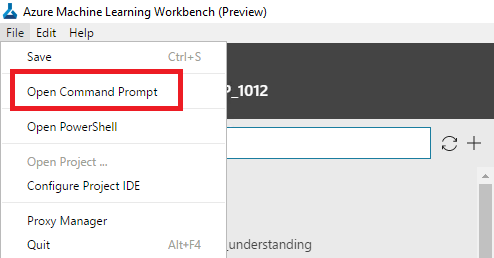 Azure Machine Learning Workbench (Preview)
File Edit Help
Save Ctrl+S
P_1012
Open Command Prompt
Open PowerShell
Open Project ...
Configure Project IDE
Proxy Manager
Quit Alt+F4
_understanding